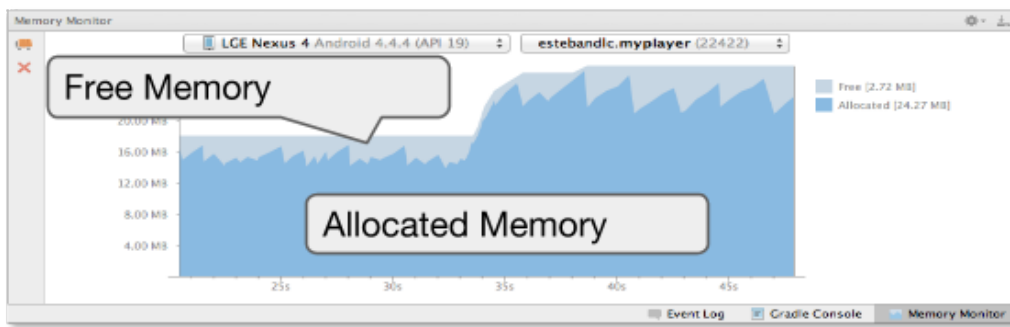 Memory Monitor
LGE Nexus 4 Android 4.4.4 (API 19)
estebandlc.myplayer (22422)
Free Memory
Free [2.72 MB]
Allocated [24.27 MB]
20.00 MB
16.00 MB
12.00 MB
Allocated Memory
8.00 MB
4.00 MB
25s
30s
35s
40s
45s
Event Log
Gradle Console
Memory Monitor